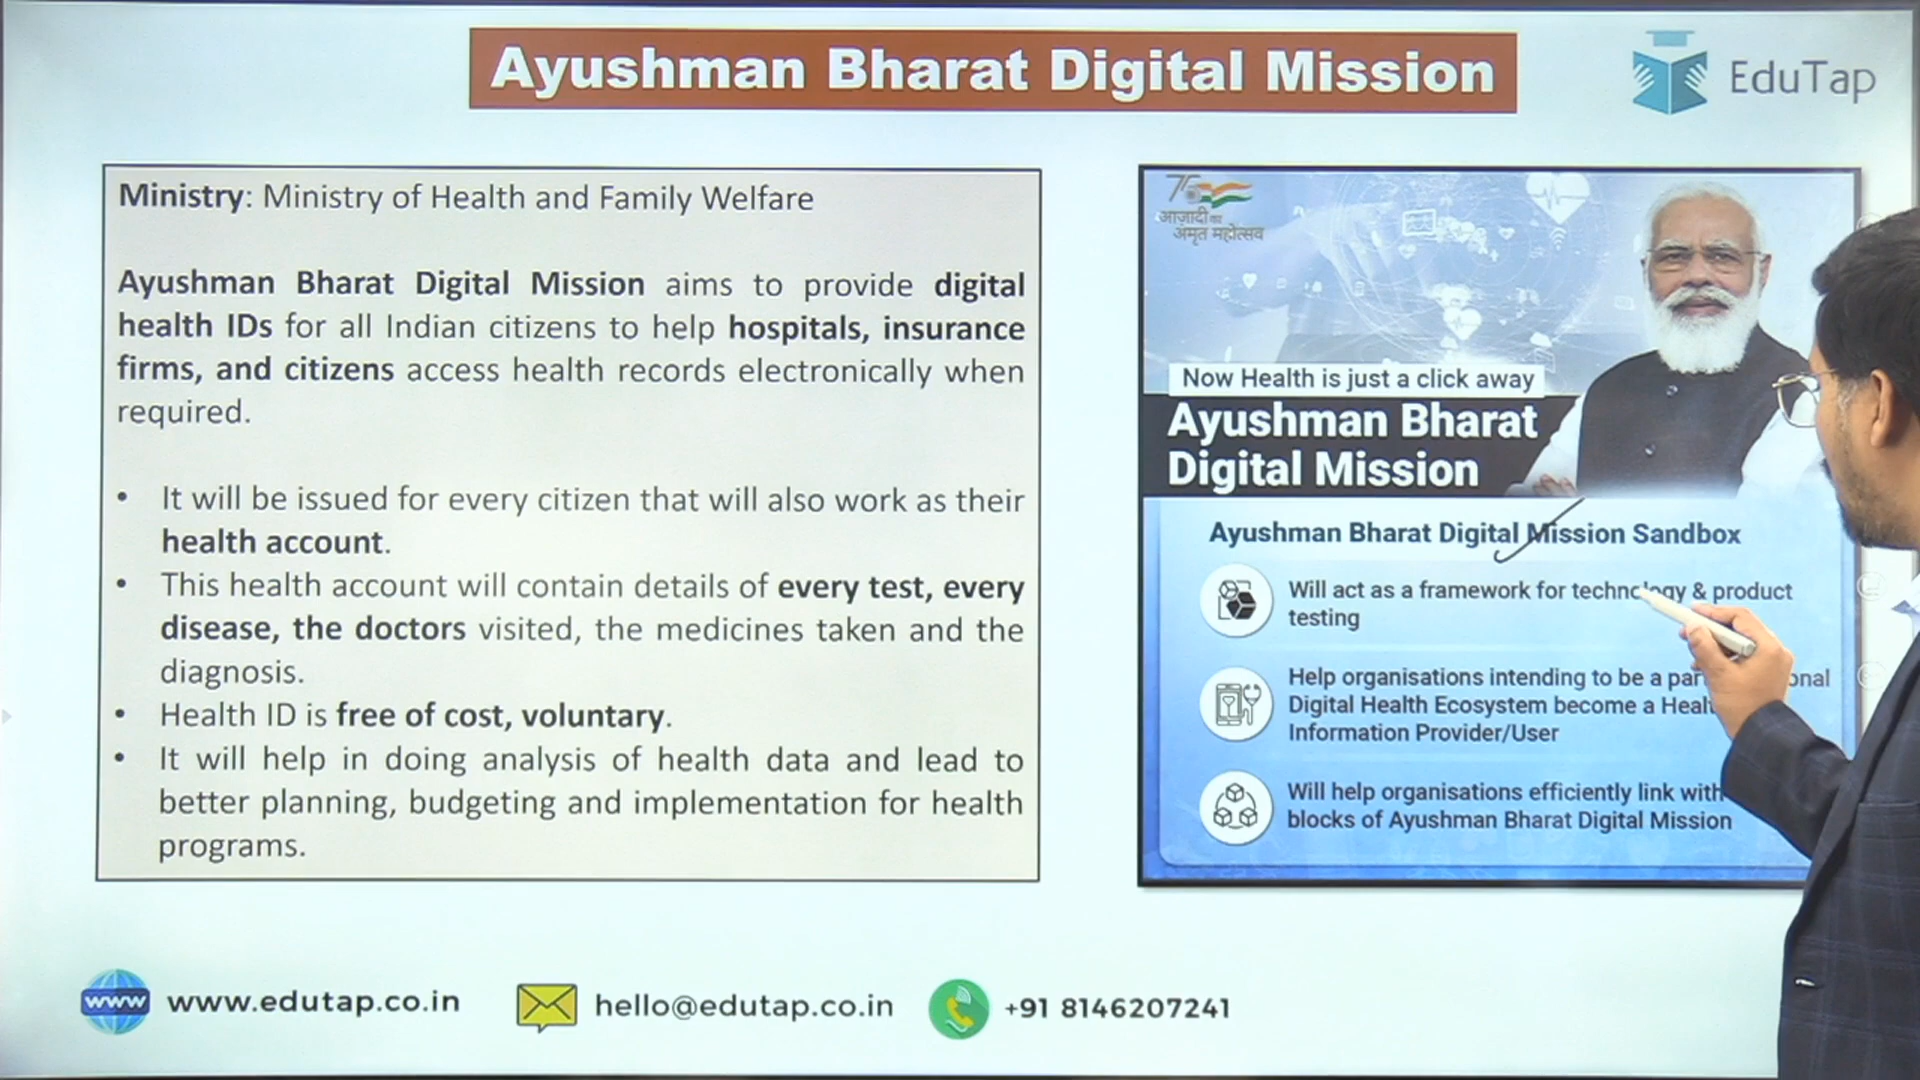 Ayushman Bharat Digital Mission
EduTap
Ministry: Ministry of Health and Family Welfare
Ayushman Bharat Digital Mission aims to provide digital
health IDs for all Indian citizens to help hospitals, insurance
firms, and citizens access health records electronically when
required.
• It will be issued for every citizen that will also work as their
health account.
• This health account will contain details of every test, every
disease, the doctors visited, the medicines taken and the
diagnosis.
• Health ID is free of cost, voluntary.
• It will help in doing analysis of health data and lead to
better planning, budgeting and implementation for health
programs.
75
आज़ादी का
अमृत महोत्सव
Now Health is just a click away
Ayushman Bharat
Digital Mission
Ayushman Bharat Digital Mission Sandbox
Will act as a framework for technology & product
testing
Help organisations intending to be a
Digital Health Ecosystem become a
Information Provider/User
Will help organisations efficiently link with
blocks of Ayushman Bharat Digital Mission
www
www.edutap.co.in
hello@edutap.co.in
+91 8146207241